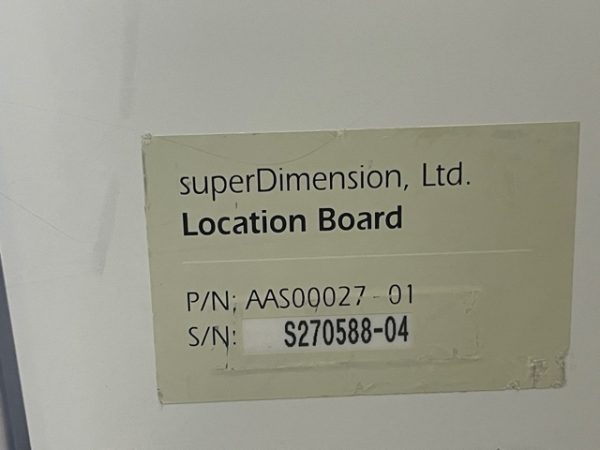 superDimension, Ltd.
Location Board
P/N: AAS00027-01
S/N: S270588-04